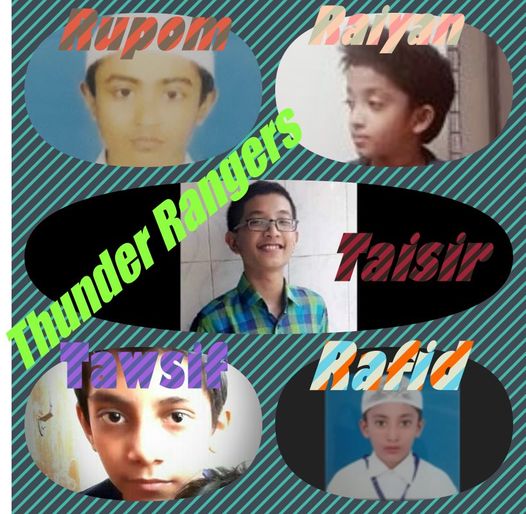 Rupom
Raiyan
Thunder Rangers
Taisir
Tawsif
Rafid